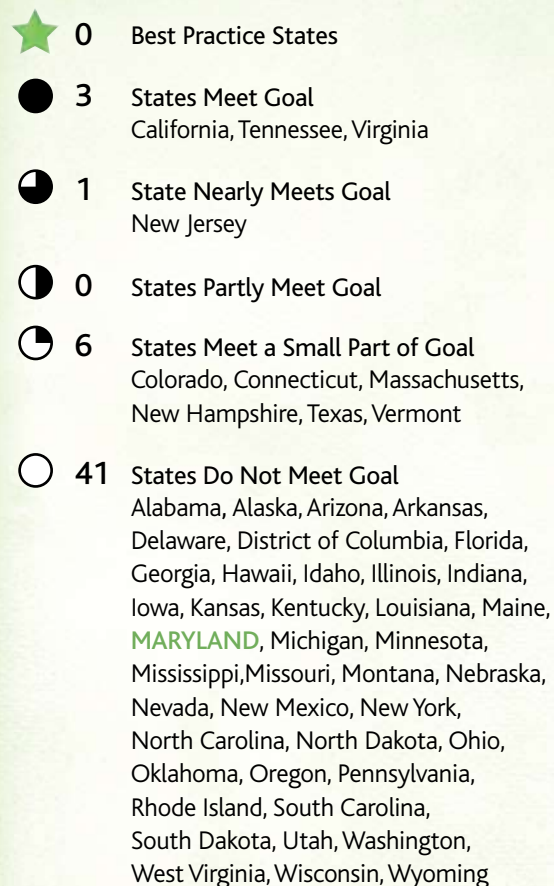 0 Best Practice States
3 States Meet Goal
California, Tennessee, Virginia
1 State Nearly Meets Goal
New Jersey
0 States Partly Meet Goal
6 States Meet a Small Part of Goal
Colorado, Connecticut, Massachusetts,
New Hampshire, Texas, Vermont
41 States Do Not Meet Goal
Alabama, Alaska, Arizona, Arkansas,
Delaware, District of Columbia, Florida,
Georgia, Hawaii, Idaho, Illinois, Indiana,
Iowa, Kansas, Kentucky, Louisiana, Maine,
MARYLAND, Michigan, Minnesota,
Mississippi,Missouri, Montana, Nebraska,
Nevada, New Mexico, New York,
North Carolina, North Dakota, Ohio,
Oklahoma, Oregon, Pennsylvania,
Rhode Island, South Carolina,
South Dakota, Utah, Washington,
West Virginia, Wisconsin, Wyoming